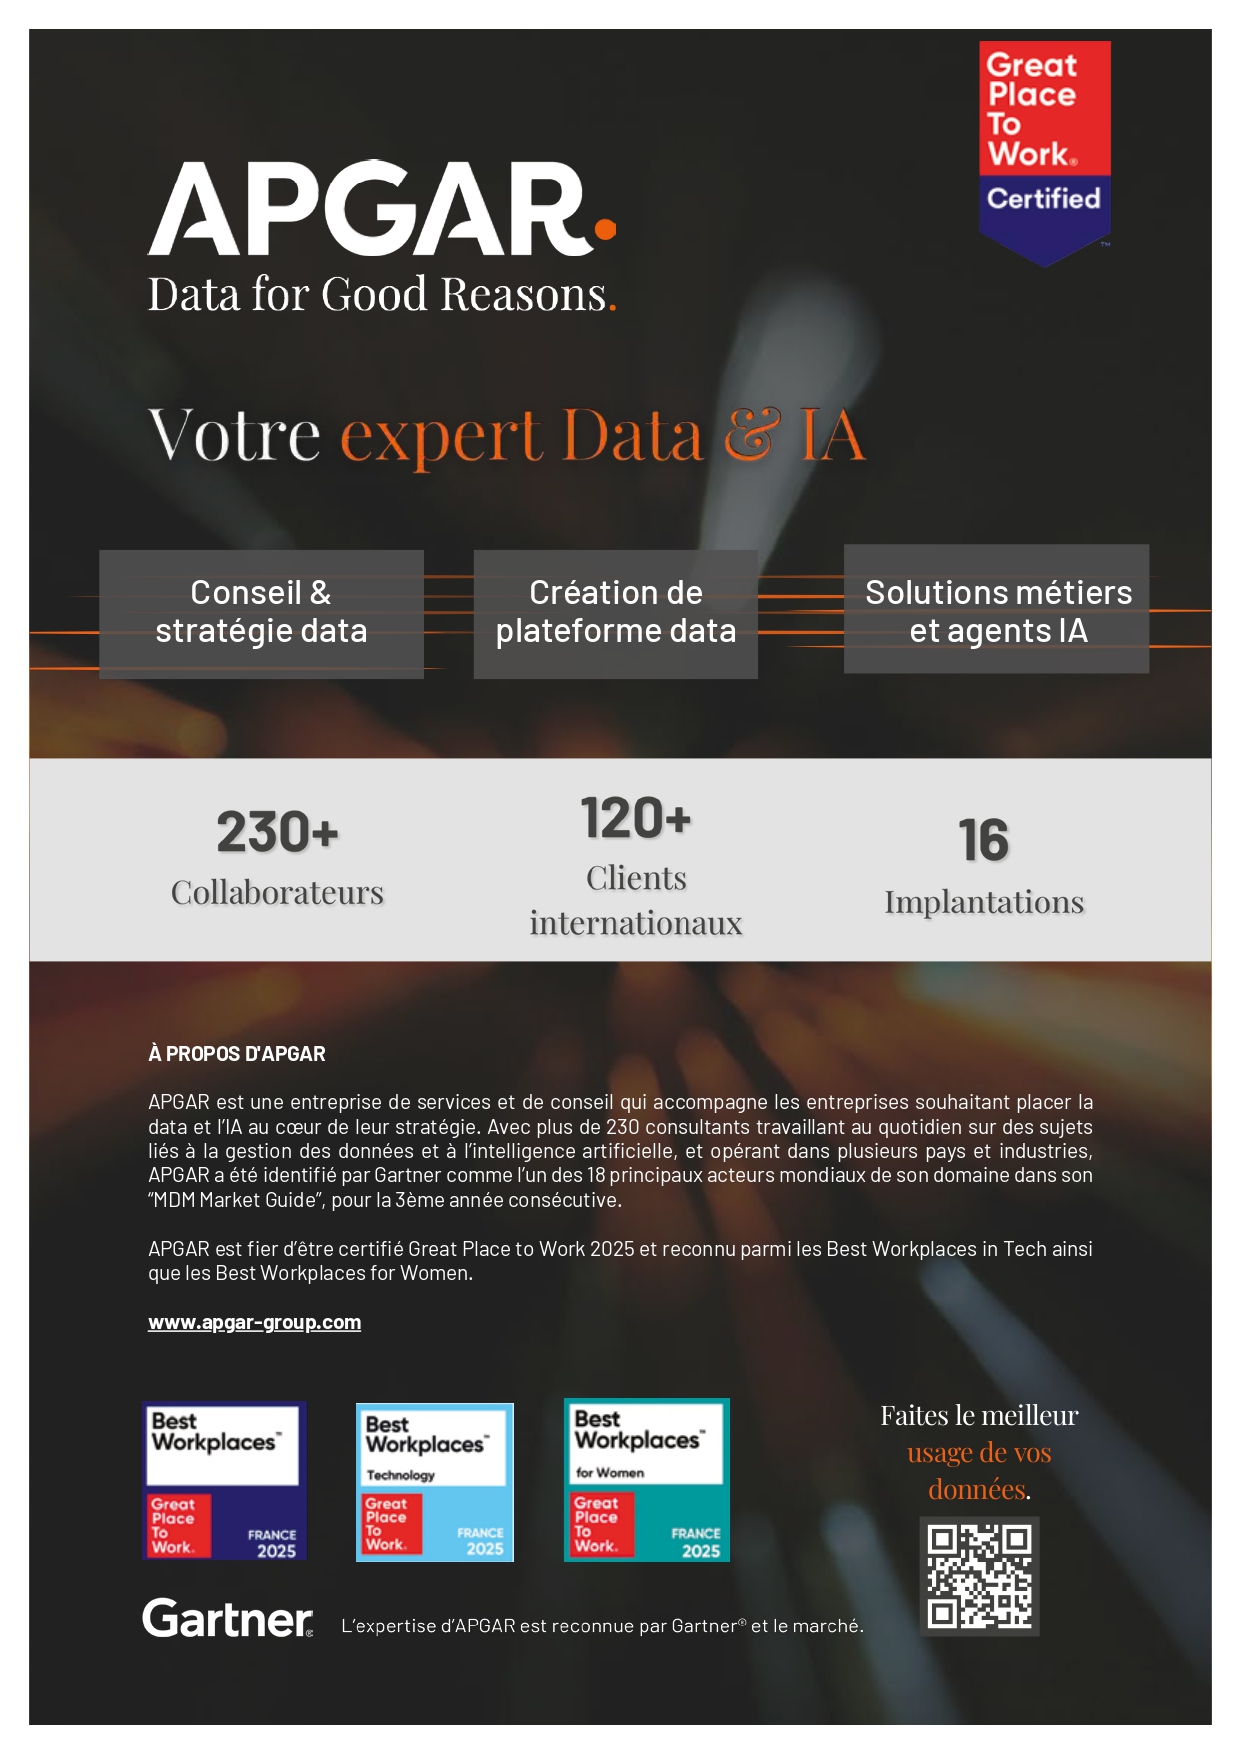 Great
Place
To
Work®
Certified
™
APGAR.
Data for Good Reasons.
Votre expert Data & IA
Conseil &
stratégie data
Création de
plateforme data
Solutions métiers
et agents IA
230+
Collaborateurs
120+
Clients
internationaux
16
Implantations
À PROPOS D'APGAR
APGAR est une entreprise de services et de conseil qui accompagne les entreprises souhaitant placer la
data et l’IA au cœur de leur stratégie. Avec plus de 230 consultants travaillant au quotidien sur des sujets
liés à la gestion des données et à l’intelligence artificielle, et opérant dans plusieurs pays et industries,
APGAR a été identifié par Gartner comme l’un des 18 principaux acteurs mondiaux de son domaine dans son
“MDM Market Guide”, pour la 3ème année consécutive.
APGAR est fier d’être certifié Great Place to Work 2025 et reconnu parmi les Best Workplaces in Tech ainsi
que les Best Workplaces for Women.
www.apgar-group.com
Best
Workplaces™
Great
Place
To
Work®
FRANCE
2025
Best
Workplaces™
Technology
Great
Place
To
Work®
FRANCE
2025
Best
Workplaces™
for Women
Great
Place
To
Work®
FRANCE
2025
Faites le meilleur
usage de vos
données.
Gartner®
L’expertise d’APGAR est reconnue par Gartner® et le marché.